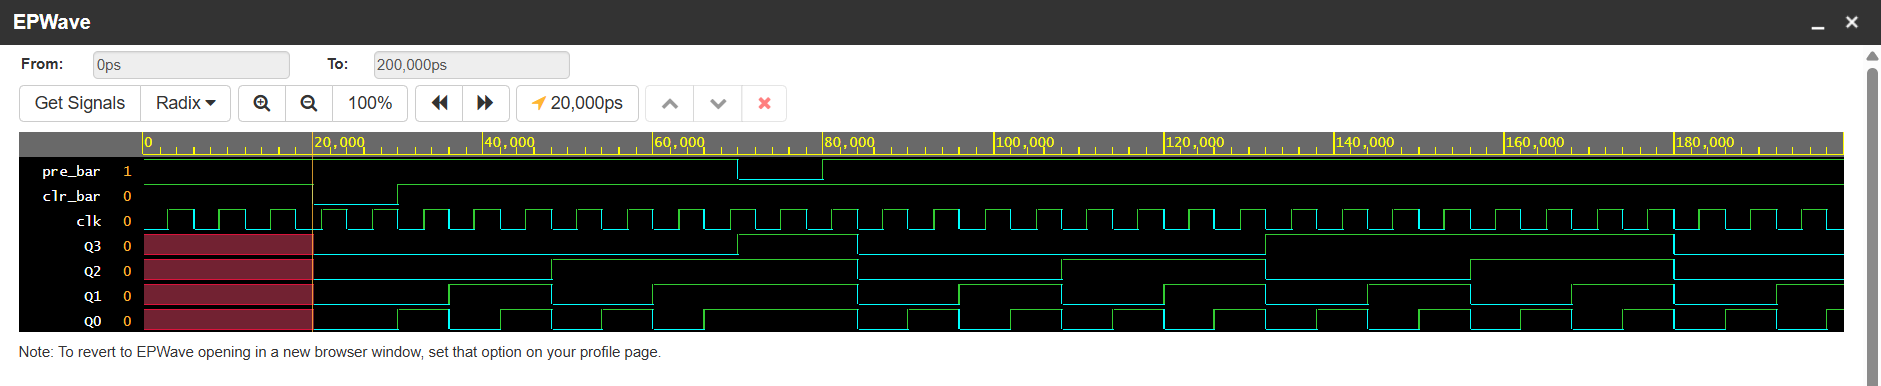 EPWave
From: 0ps To: 200,000ps
Get Signals Radix 100% 20,000ps
0 20,000 40,000 60,000 80,000 100,000 120,000 140,000 160,000 180,000
pre_bar 1
clr_bar 0
clk 0
Q3 0
Q2 0
Q1 0
Q0 0
Note: To revert to EPWave opening in a new browser window, set that option on your profile page.